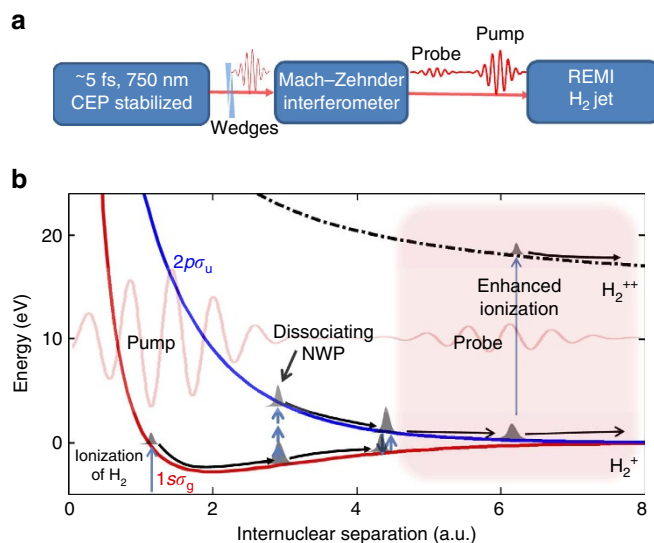 a
~5 fs, 750 nm
CEP stabilized
Wedges
Mach–Zehnder
interferometer
Probe
Pump
REMI
H2 jet
b
Energy (eV)
20
10
0
2pσu
Pump
Dissociating
NWP
Enhanced
ionization
Probe
H2++
Ionization
of H2
1sσg
H2+
0 2 4 6 8
Internuclear separation (a.u.)